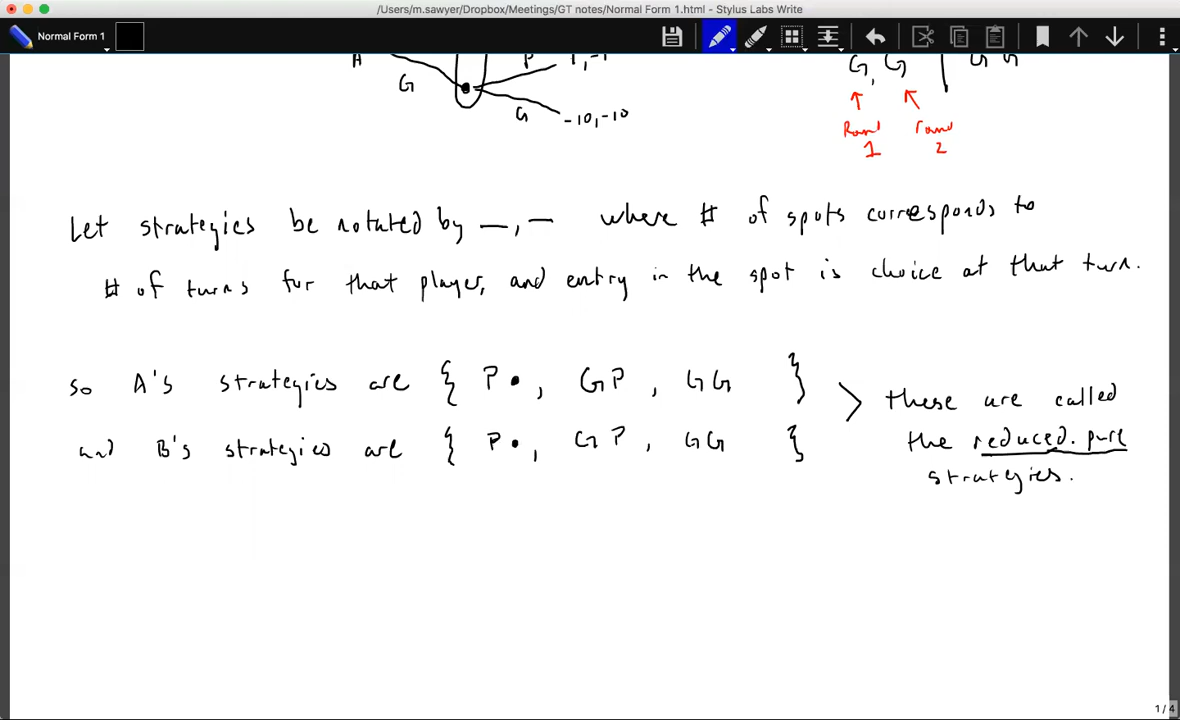 /Users/m.sawyer/Dropbox/Meetings/GT notes/Normal Form 1.html - Stylus Labs Write
Normal Form 1
A
G
P
G
-10,-10
G, G
G G
Round 1
round 2
Let strategies be notated by _, _ where # of spots corresponds to
# of turns for that player, and entry in the spot is choice at that turn.
so A's strategies are { P•, GP, GG }
and B's strategies are { P•, GP, GG }
these are called
the reduced pure
strategies.
1/4